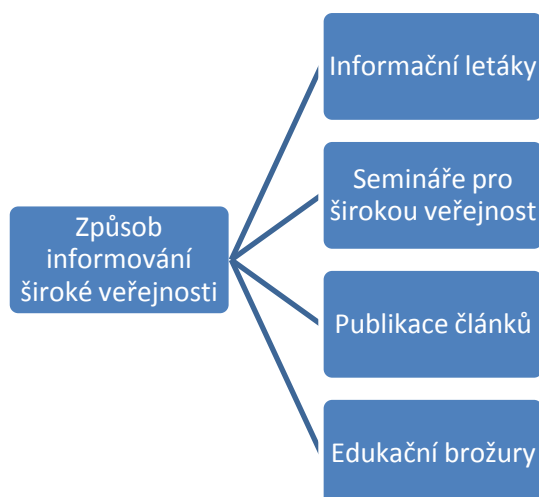 Způsob
informování
široké veřejnosti
Informační letáky
Semináře pro
širokou veřejnost
Publikace článků
Edukační brožury